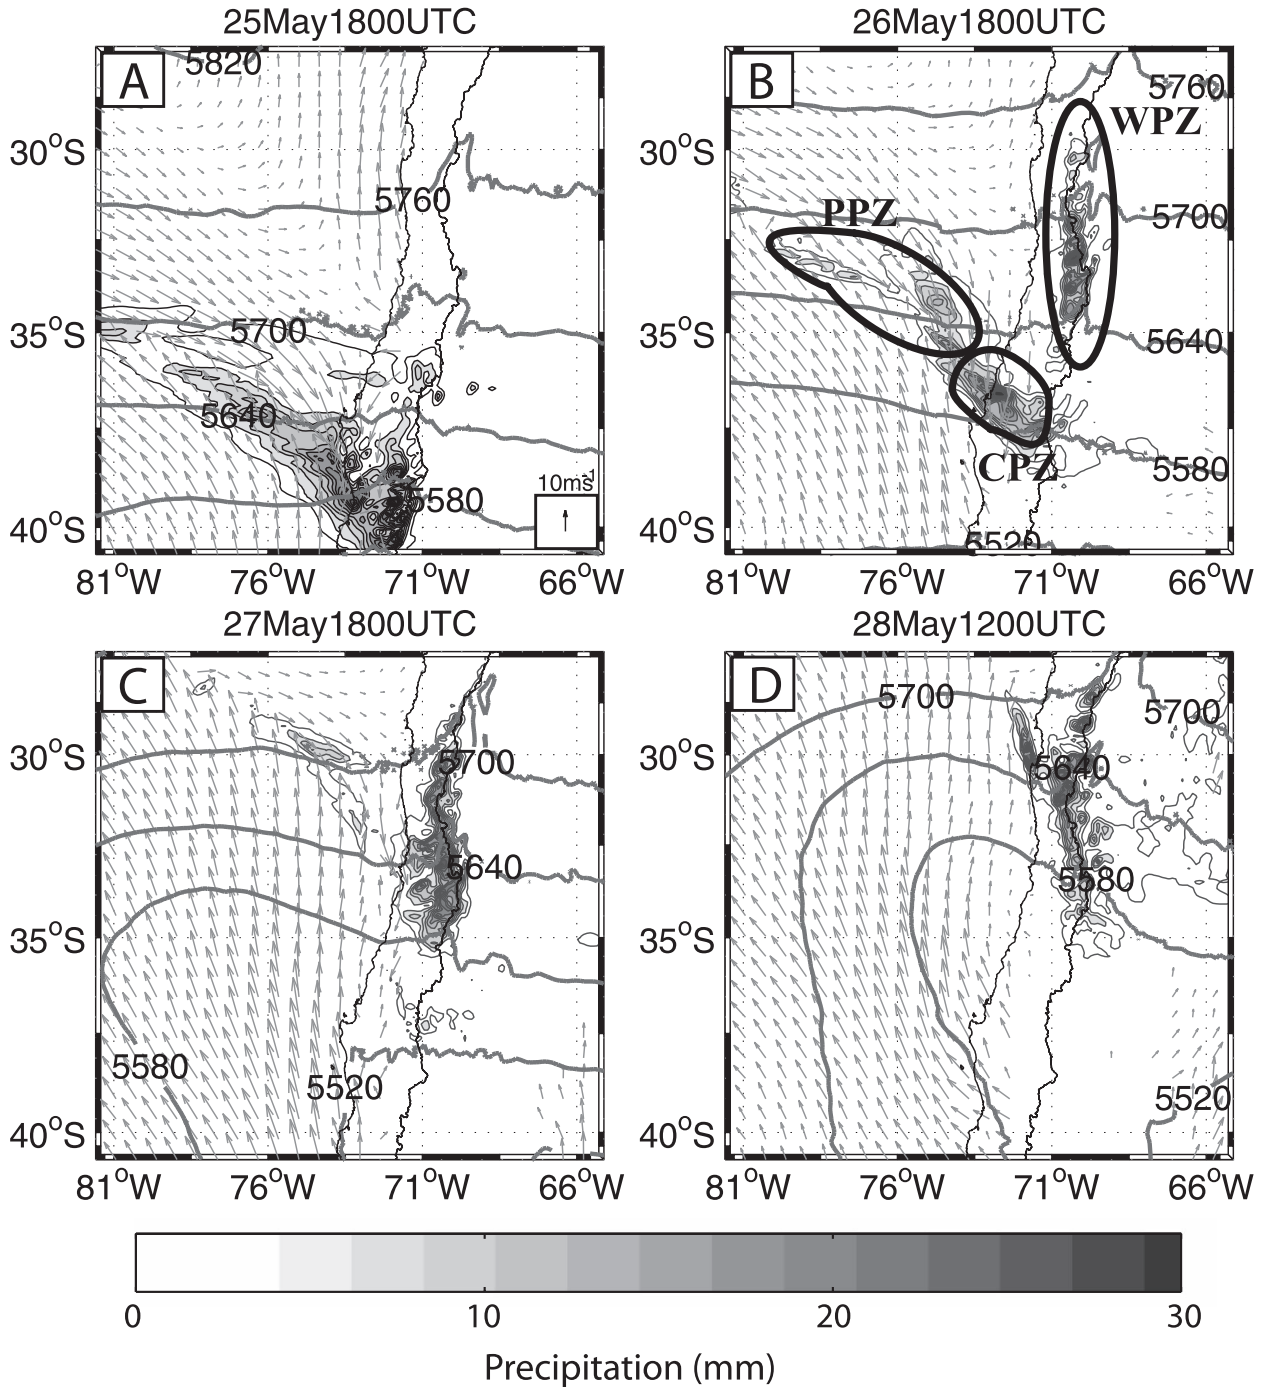 25May1800UTC
26May1800UTC
A
5820
5760
5700
5640
5580
10ms⁻¹
30°S
35°S
40°S
81°W 76°W 71°W 66°W
B
5760
WPZ
PPZ
5700
5640
CPZ
5580
5520
30°S
35°S
40°S
81°W 76°W 71°W 66°W
27May1800UTC
28May1200UTC
C
5700
5640
5580
5520
30°S
35°S
40°S
81°W 76°W 71°W 66°W
D
5700
5700
5640
5580
5520
30°S
35°S
40°S
81°W 76°W 71°W 66°W
0 10 20 30
Precipitation (mm)